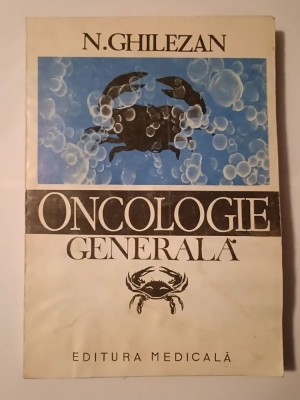 N.GHILEZAN
ONCOLOGIE
GENERALĂ
EDITURA MEDICALĂ